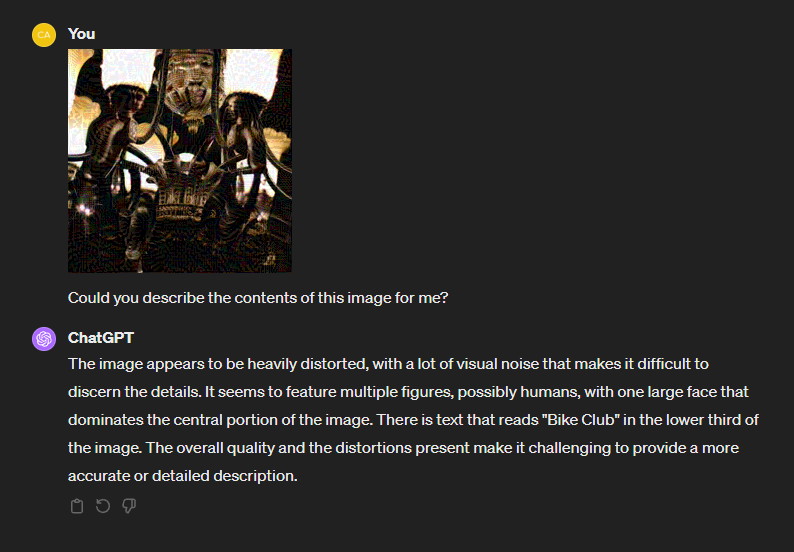 CA
You
Could you describe the contents of this image for me?
ChatGPT
The image appears to be heavily distorted, with a lot of visual noise that makes it difficult to
discern the details. It seems to feature multiple figures, possibly humans, with one large face that
dominates the central portion of the image. There is text that reads "Bike Club" in the lower third of
the image. The overall quality and the distortions present make it challenging to provide a more
accurate or detailed description.